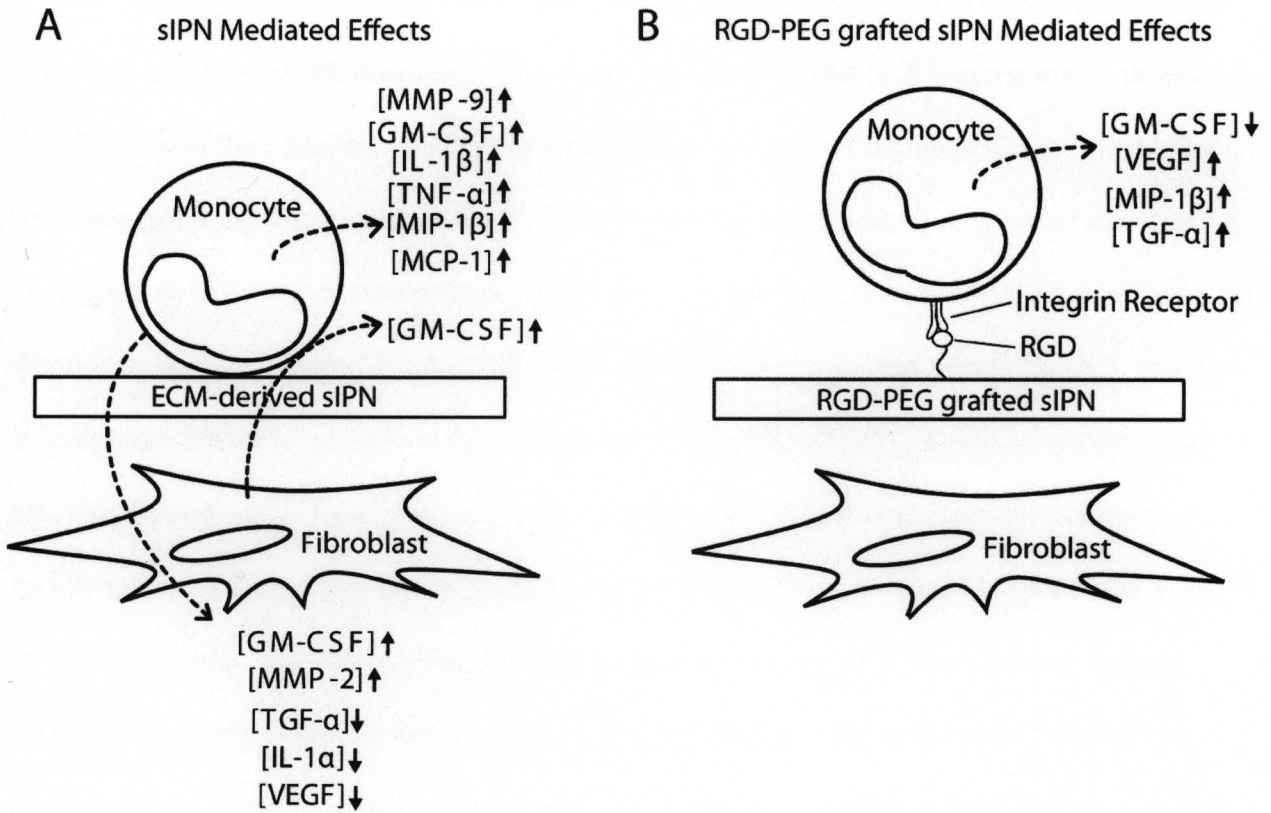 A
sIPN Mediated Effects
[MMP-9]↑
[GM-CSF]↑
[IL-1β]↑
[TNF-α]↑
[MIP-1β]↑
[MCP-1]↑
Monocyte
[GM-CSF]↑
ECM-derived sIPN
Fibroblast
[GM-CSF]↑
[MMP-2]↑
[TGF-α]↓
[IL-1α]↓
[VEGF]↓
B
RGD-PEG grafted sIPN Mediated Effects
Monocyte
[GM-CSF]↓
[VEGF]↑
[MIP-1β]↑
[TGF-α]↑
Integrin Receptor
RGD
RGD-PEG grafted sIPN
Fibroblast